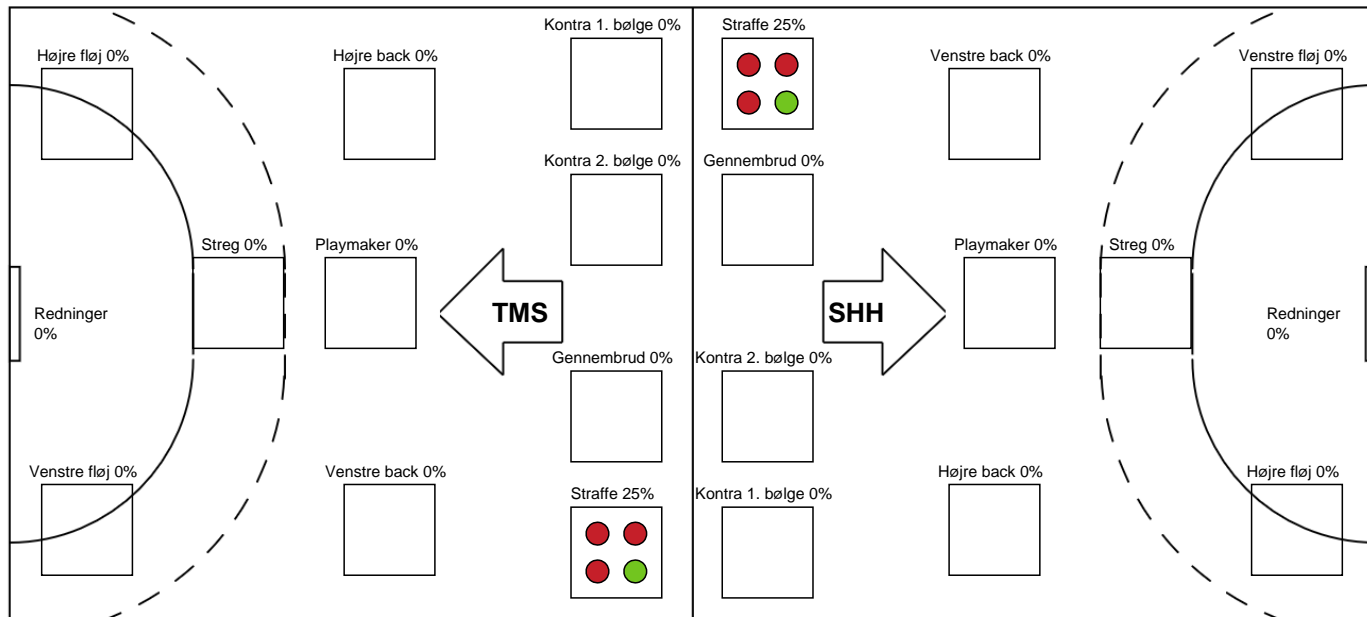 Kontra 1. bølge 0%
Straffe 25%
Højre fløj 0%
Højre back 0%
Venstre back 0%
Venstre fløj 0%
Kontra 2. bølge 0%
Gennembrud 0%
Streg 0%
Playmaker 0%
Playmaker 0%
Streg 0%
Redninger
0%
TMS
SHH
Redninger
0%
Gennembrud 0%
Kontra 2. bølge 0%
Venstre fløj 0%
Venstre back 0%
Højre back 0%
Højre fløj 0%
Straffe 25%
Kontra 1. bølge 0%